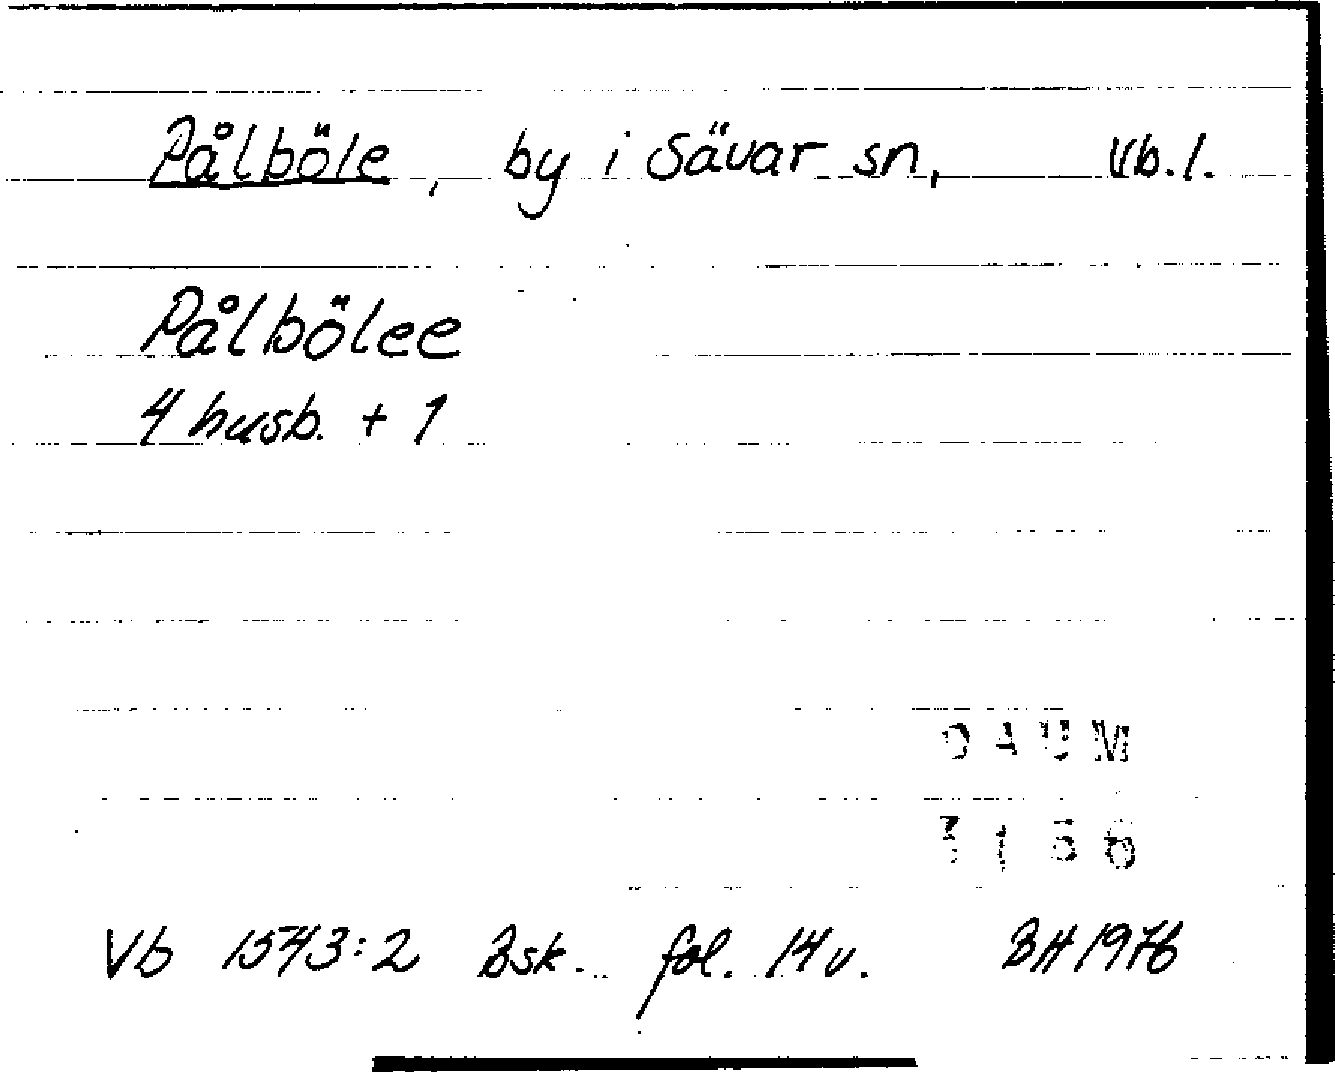 Pålböle, by i Sävar sn, Vb.l.
Pålbölee
4 husb. + 1
DAUM
3156
Vb 1543:2 Bsk. fol. 14v. BH 1976